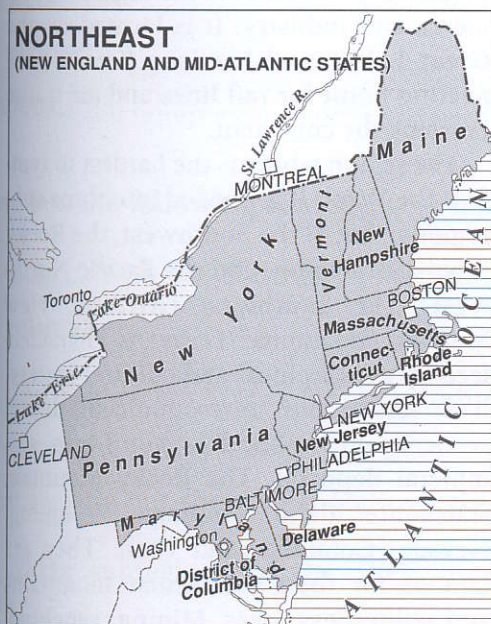 NORTHEAST
(NEW ENGLAND AND MID-ATLANTIC STATES)
St. Lawrence R.
MONTREAL
Maine
Vermont
New
Hampshire
Toronto
Lake Ontario
New York
BOSTON
Massachusetts
Connec-
ticut
Rhode
Island
Lake Erie
CLEVELAND
Pennsylvania
NEW YORK
New Jersey
PHILADELPHIA
BALTIMORE
Maryland
Washington
Delaware
District of
Columbia
ATLANTIC OCEAN